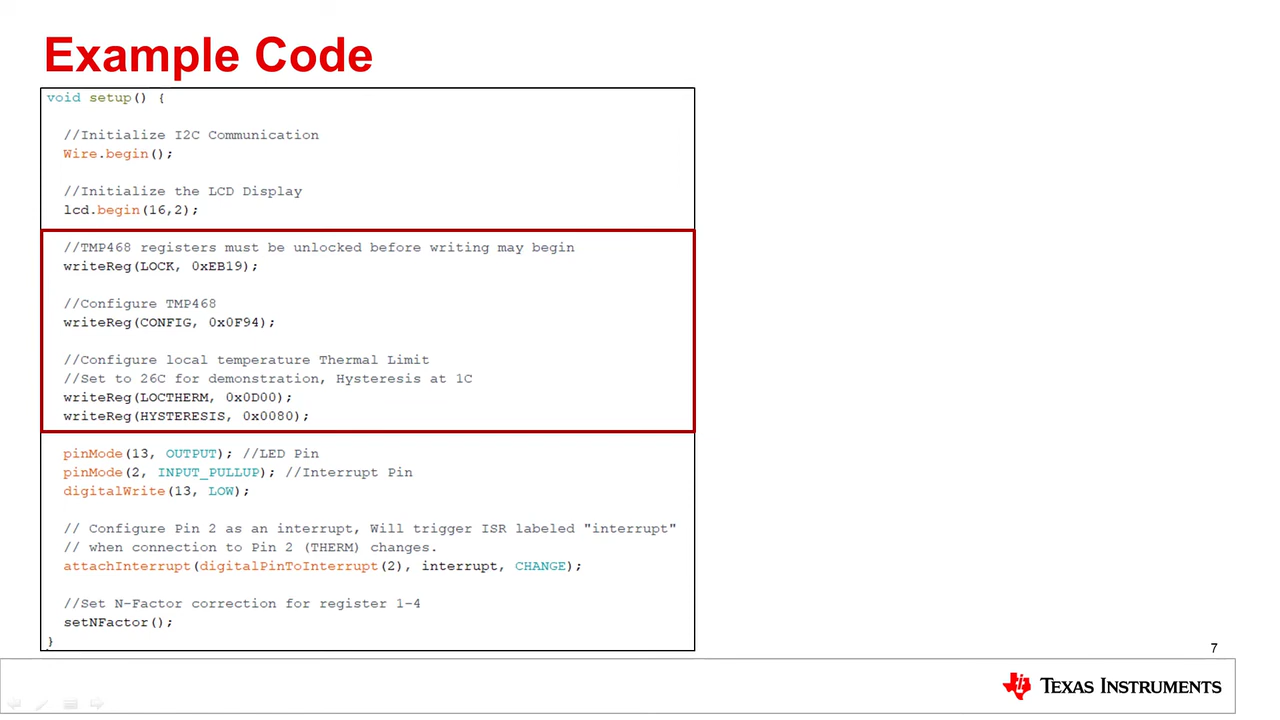 Example Code
void setup() {
//Initialize I2C Communication
Wire.begin();
//Initialize the LCD Display
lcd.begin(16,2);
//TMP468 registers must be unlocked before writing may begin
writeReg(LOCK, 0xEB19);
//Configure TMP468
writeReg(CONFIG, 0x0F94);
//Configure local temperature Thermal Limit
//Set to 26C for demonstration, Hysteresis at 1C
writeReg(LOCTHERM, 0x0D00);
writeReg(HYSTERESIS, 0x0080);
pinMode(13, OUTPUT); //LED Pin
pinMode(2, INPUT_PULLUP); //Interrupt Pin
digitalWrite(13, LOW);
// Configure Pin 2 as an interrupt, Will trigger ISR labeled "interrupt"
// when connection to Pin 2 (THERM) changes.
attachInterrupt(digitalPinToInterrupt(2), interrupt, CHANGE);
//Set N-Factor correction for register 1-4
setNFactor();
}
7
TEXAS INSTRUMENTS